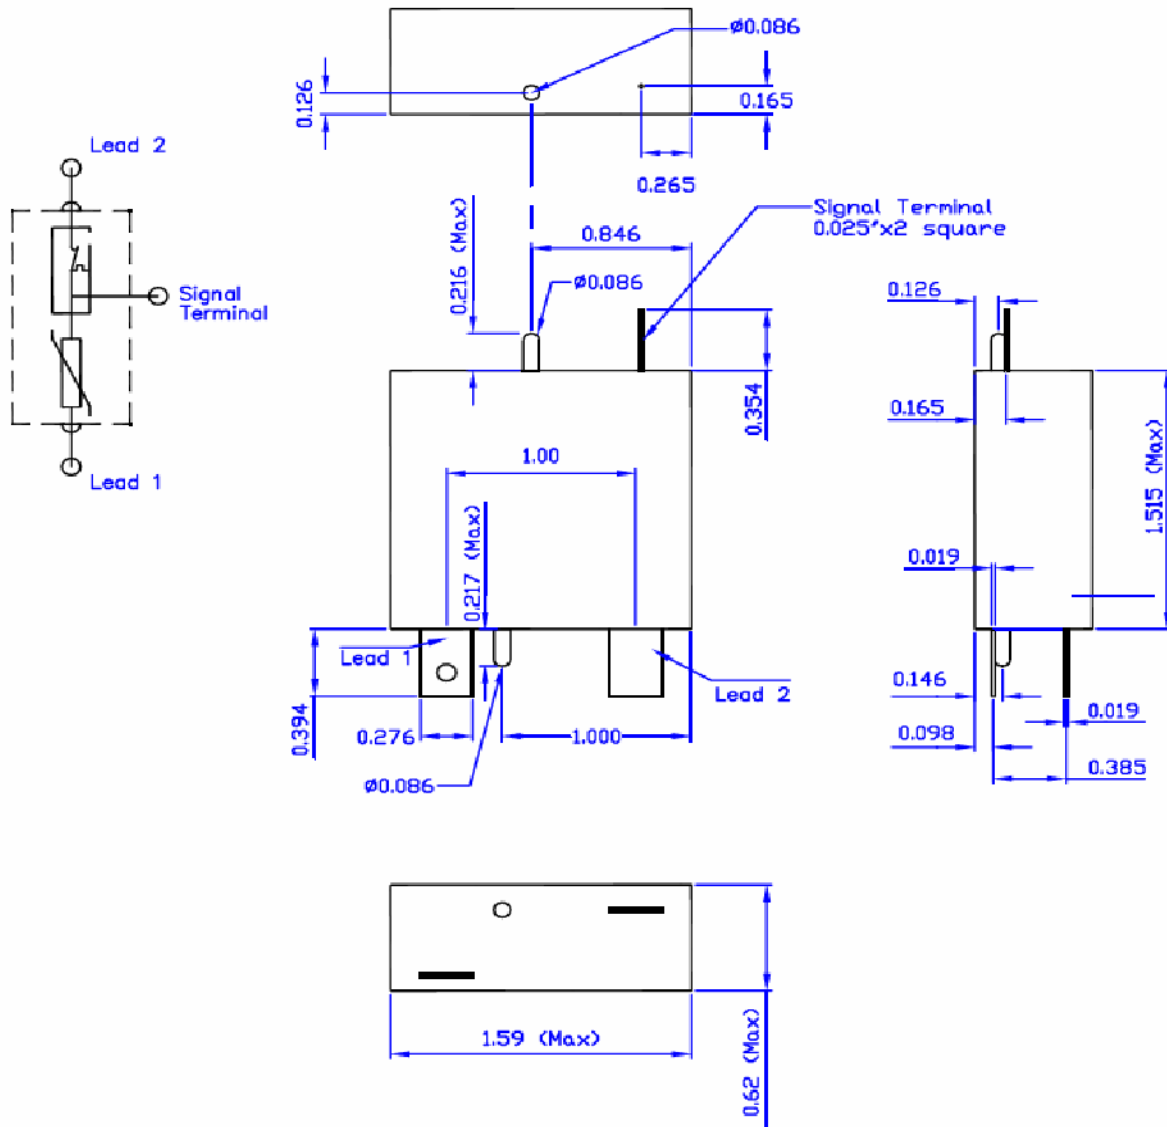 ø0.086
0.126
0.165
0.265
Lead 2
Signal
Terminal
Lead 1
0.216 (Max)
0.846
Signal Terminal
0.025"x2 square
ø0.086
0.354
0.126
0.165
1.515 (Max)
1.00
0.217 (Max)
0.019
Lead 1
Lead 2
0.394
0.276
1.000
ø0.086
0.146
0.098
0.019
0.385
1.59 (Max)
0.62 (Max)